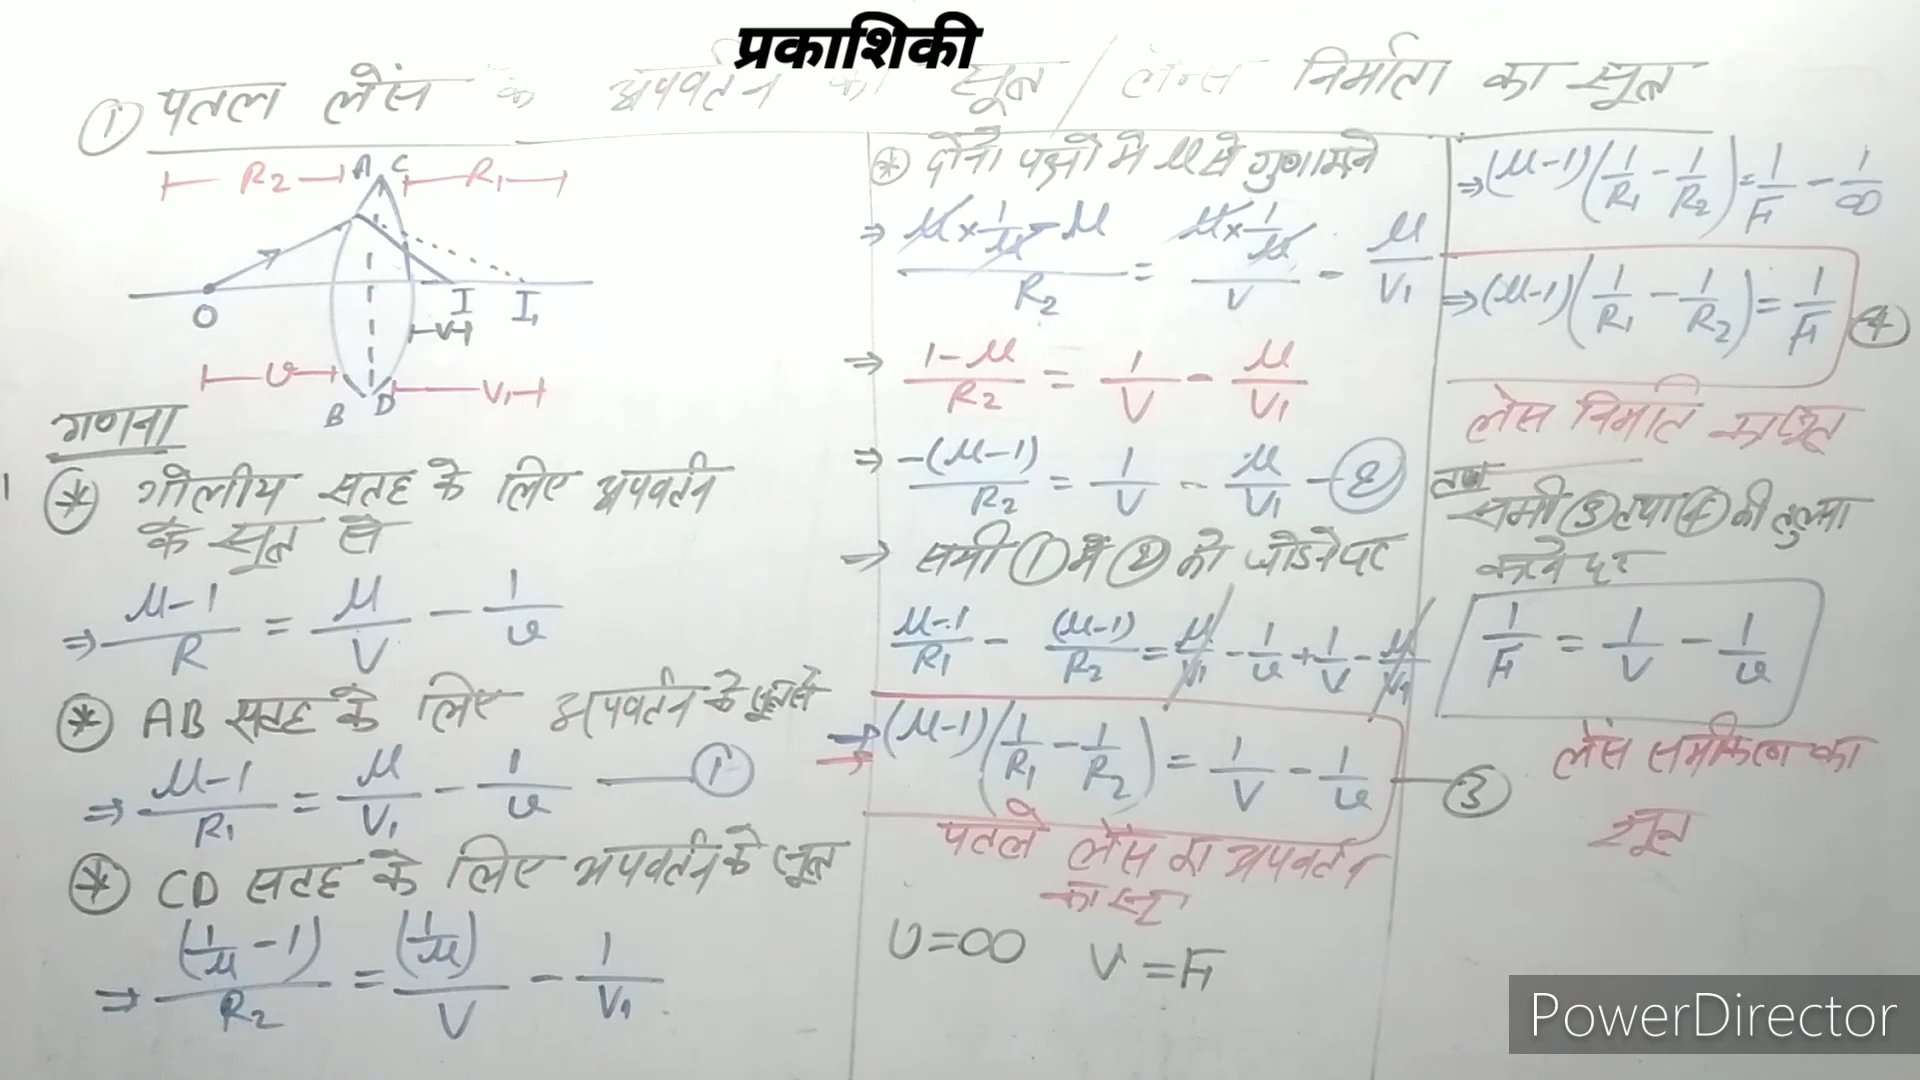 प्रकाशिकी
① पतल लेंस के अपवर्तन का सूत्र / लेन्स निर्माता का सूत्र
R2 A C R1
O I I1
V
u V1
B D
गणना
* गोलीय सतह के लिए अपवर्तन
के सूत्र से
⇒ μ-1/R = μ/V - 1/u
* AB सतह के लिए अपवर्तन के सूत्र से
⇒ μ-1/R1 = μ/V1 - 1/u ——①
* CD सतह के लिए अपवर्तन के सूत्र
⇒ (1/μ - 1)/R2 = (1/μ)/V - 1/V1
* दोनो पक्षो मे μ से गुणा
⇒ μ×1/μ - μ/R2 = μ×1/μ/V - μ/V1
⇒ 1-μ/R2 = 1/V - μ/V1
⇒ -(μ-1)/R2 = 1/V - μ/V1 -②
⇒ समी ① मे ② को जोडने पर
μ-1/R1 - (μ-1)/R2 = μ/V1 - 1/u + 1/V - μ/V1
⇒ (μ-1)(1/R1 - 1/R2) = 1/V - 1/u ——③
पतले लेंस का अपवर्तन
का सूत्र
U=∞ V=F
⇒ (μ-1)(1/R1 - 1/R2) = 1/F - 1/∞
⇒ (μ-1)(1/R1 - 1/R2) = 1/F ④
लेंस निर्माता का सूत्र
समी ③ तथा ④ की तुलना
करने पर
1/F = 1/V - 1/u
लेंस समीकरण का
सूत्र
PowerDirector